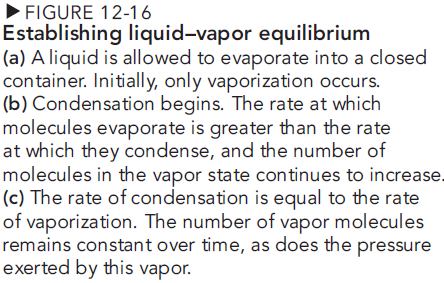 ▶ FIGURE 12-16
Establishing liquid–vapor equilibrium
(a) A liquid is allowed to evaporate into a closed
container. Initially, only vaporization occurs.
(b) Condensation begins. The rate at which
molecules evaporate is greater than the rate
at which they condense, and the number of
molecules in the vapor state continues to increase.
(c) The rate of condensation is equal to the rate
of vaporization. The number of vapor molecules
remains constant over time, as does the pressure
exerted by this vapor.